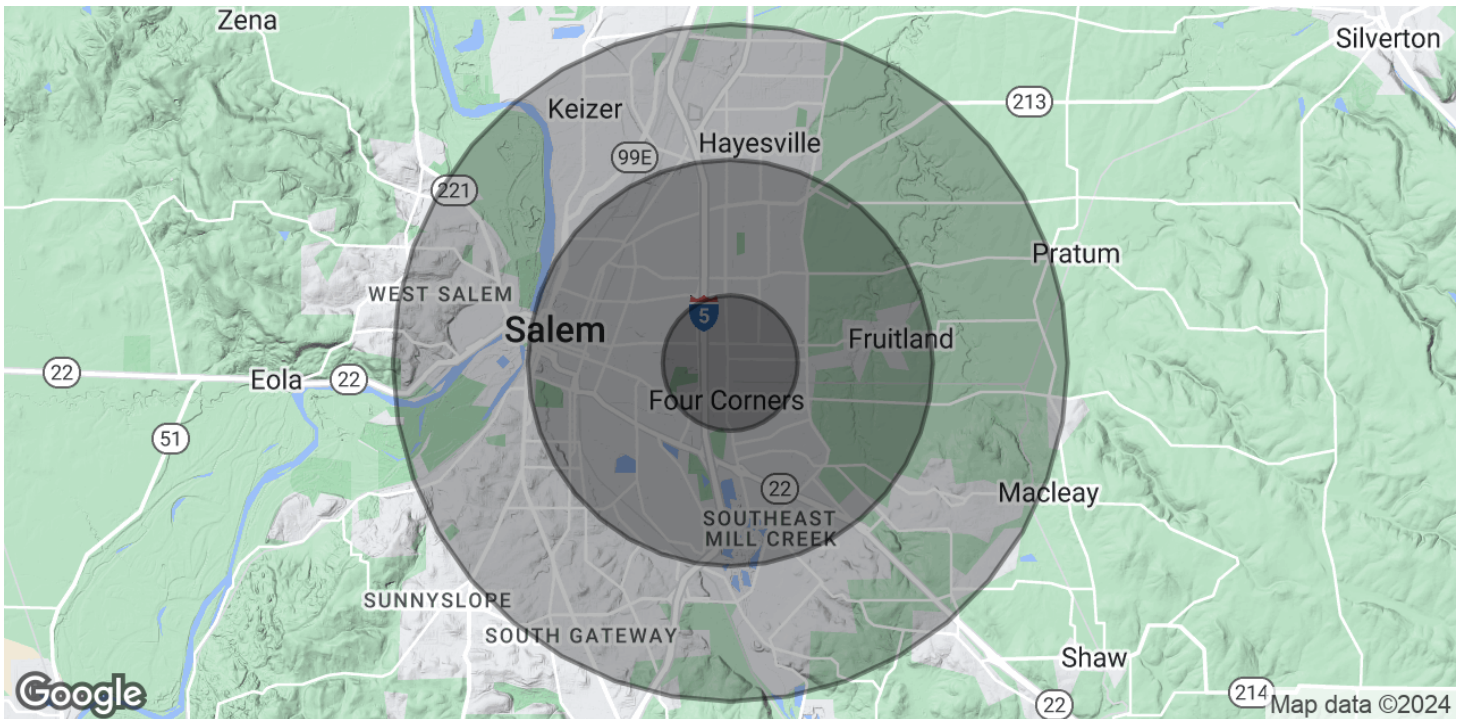 Zena
Silverton
Keizer
213
Hayesville
99E
221
Pratum
WEST SALEM
5
Salem
Fruitland
22
Eola
22
Four Corners
51
22
Macleay
SOUTHEAST
MILL CREEK
SUNNYSLOPE
SOUTH GATEWAY
Shaw
Google
214
22
Map data ©2024